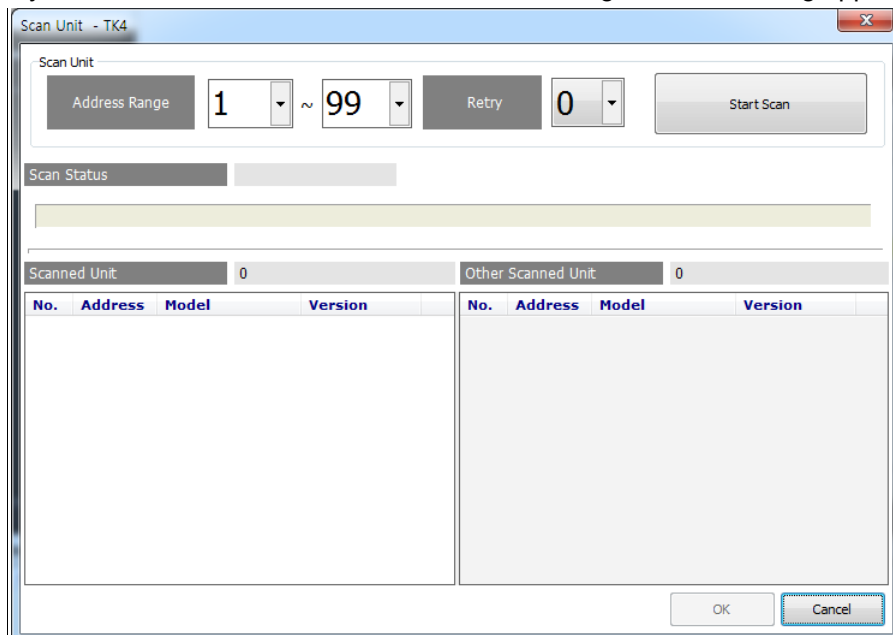 Scan Unit - TK4
Scan Unit
Address Range 1 ~ 99 Retry 0 Start Scan
Scan Status
Scanned Unit 0 Other Scanned Unit 0
No. Address Model Version No. Address Model Version
OK Cancel